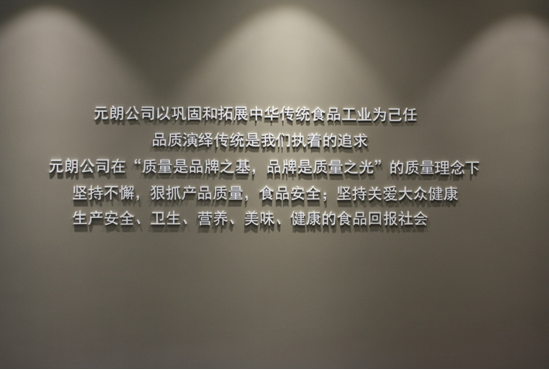 元朗公司以巩固和拓展中华传统食品工业为己任
品质演绎传统是我们执着的追求
元朗公司在“质量是品牌之基，品牌是质量之光”的质量理念下
坚持不懈，狠抓产品质量，食品安全；坚持关爱大众健康
生产安全、卫生、营养、美味、健康的食品回报社会